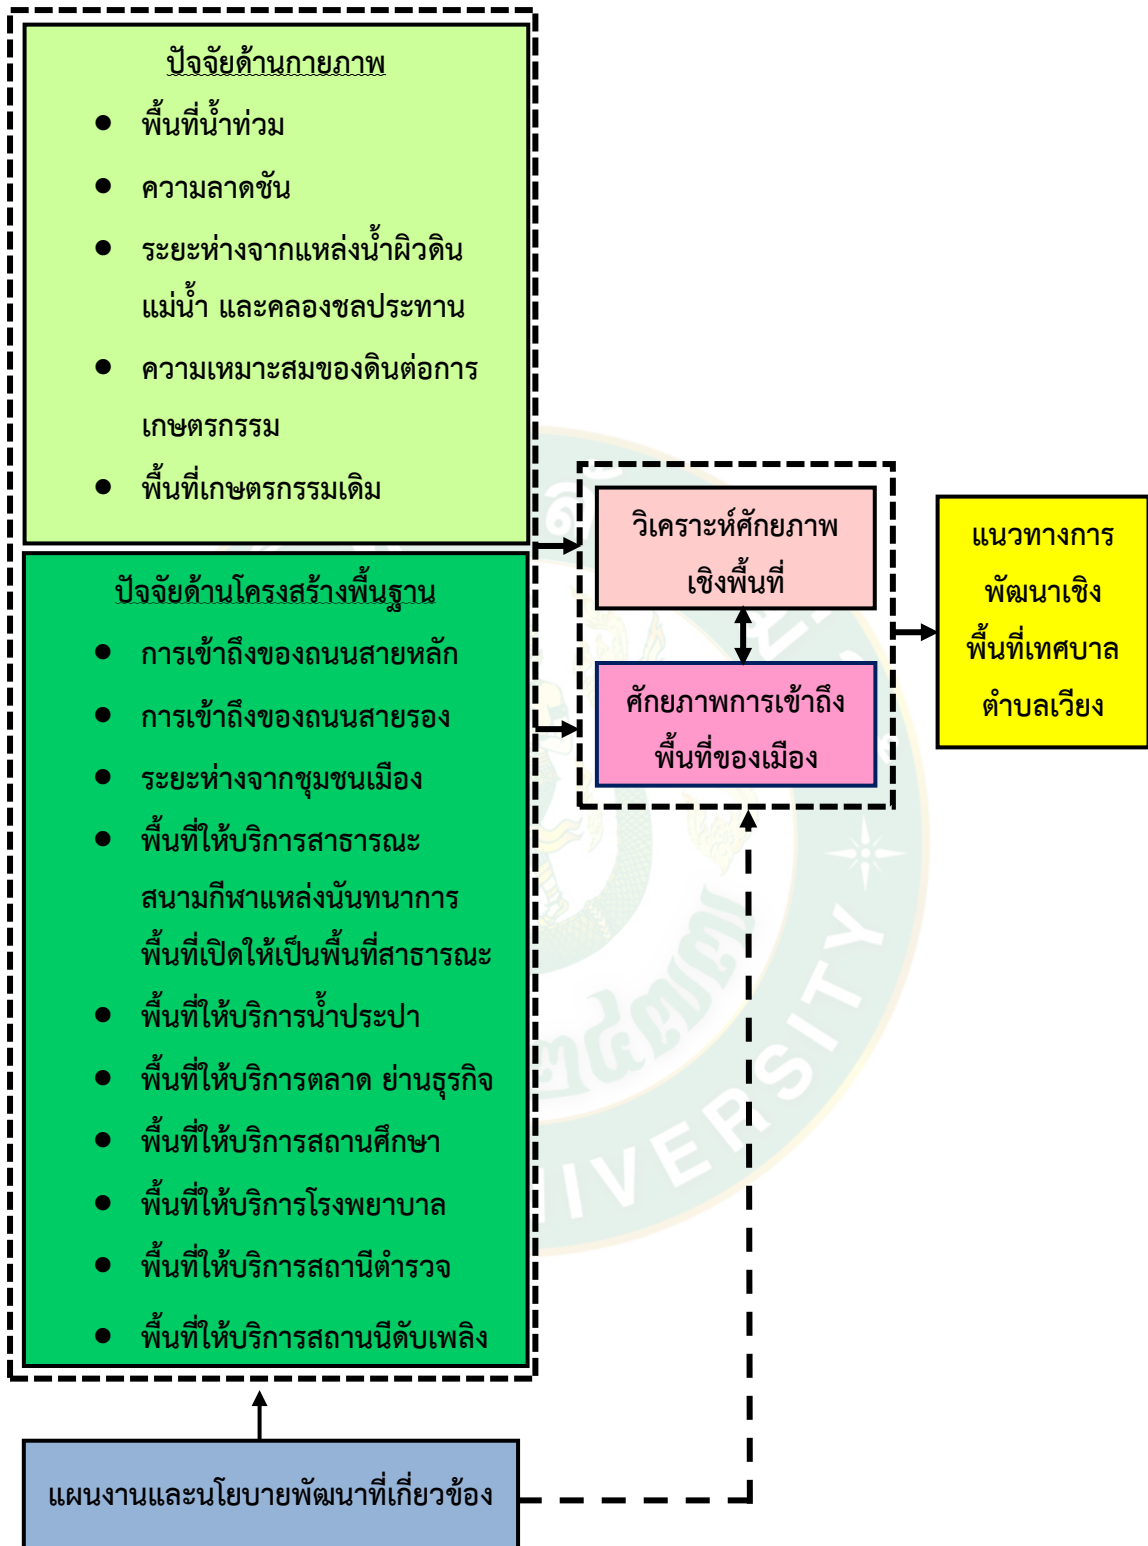 ปัจจัยด้านกายภาพ
● พื้นที่น้ำท่วม
● ความลาดชัน
● ระยะห่างจากแหล่งน้ำผิวดิน
แม่น้ำ และคลองชลประทาน
● ความเหมาะสมของดินต่อการ
เกษตรกรรม
● พื้นที่เกษตรกรรมเดิม
ปัจจัยด้านโครงสร้างพื้นฐาน
● การเข้าถึงของถนนสายหลัก
● การเข้าถึงของถนนสายรอง
● ระยะห่างจากชุมชนเมือง
● พื้นที่ให้บริการสาธารณะ
สนามกีฬาแหล่งนันทนาการ
พื้นที่เปิดให้เป็นพื้นที่สาธารณะ
● พื้นที่ให้บริการน้ำประปา
● พื้นที่ให้บริการตลาด ย่านธุรกิจ
● พื้นที่ให้บริการสถานศึกษา
● พื้นที่ให้บริการโรงพยาบาล
● พื้นที่ให้บริการสถานีตำรวจ
● พื้นที่ให้บริการสถานนีดับเพลิง
แผนงานและนโยบายพัฒนาที่เกี่ยวข้อง
วิเคราะห์ศักยภาพ
เชิงพื้นที่
ศักยภาพการเข้าถึง
พื้นที่ของเมือง
แนวทางการ
พัฒนาเชิง
พื้นที่เทศบาล
ตำบลเวียง
๒๔๗๗
UNIVERSITY